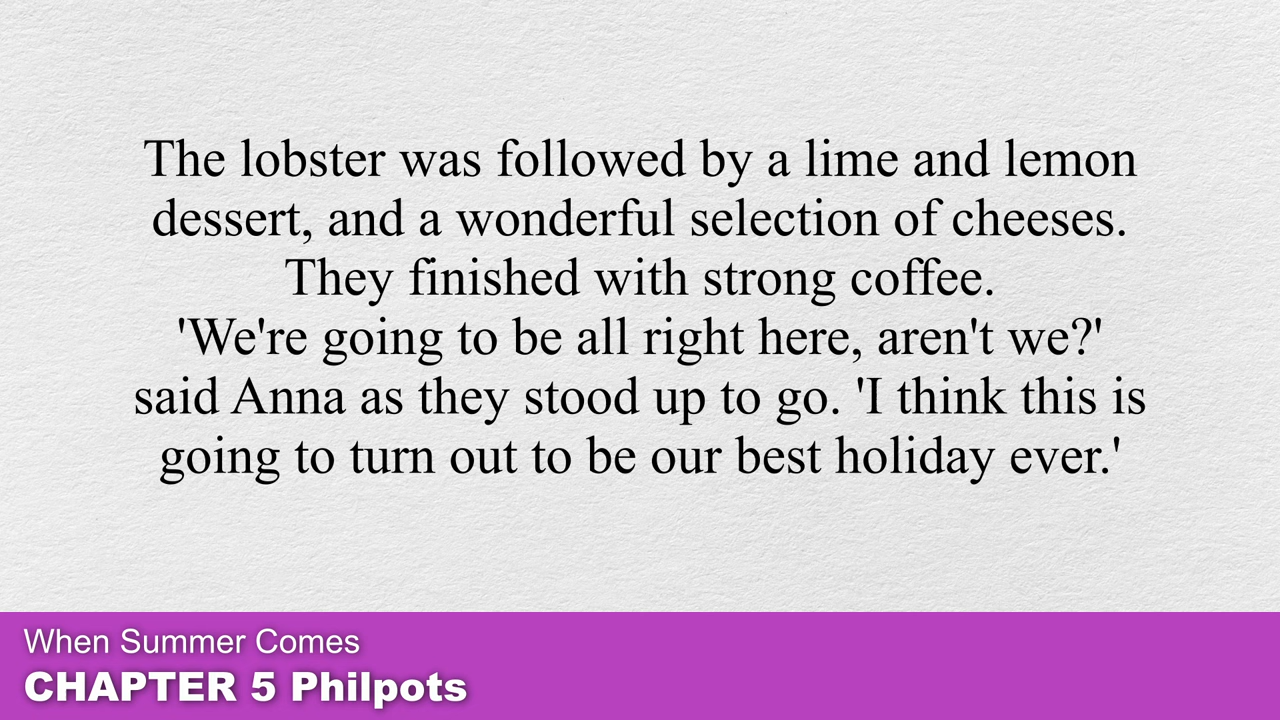 The lobster was followed by a lime and lemon
dessert, and a wonderful selection of cheeses.
They finished with strong coffee.
'We're going to be all right here, aren't we?'
said Anna as they stood up to go. 'I think this is
going to turn out to be our best holiday ever.'
When Summer Comes
CHAPTER 5 Philpots